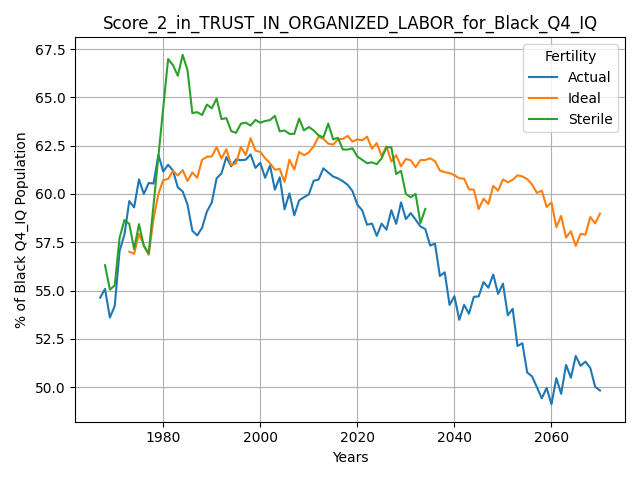 Score_2_in_TRUST_IN_ORGANIZED_LABOR_for_Black_Q4_IQ
Fertility
Actual
Ideal
Sterile
% of Black Q4_IQ Population
67.5
65.0
62.5
60.0
57.5
55.0
52.5
50.0
1980 2000 2020 2040 2060
Years